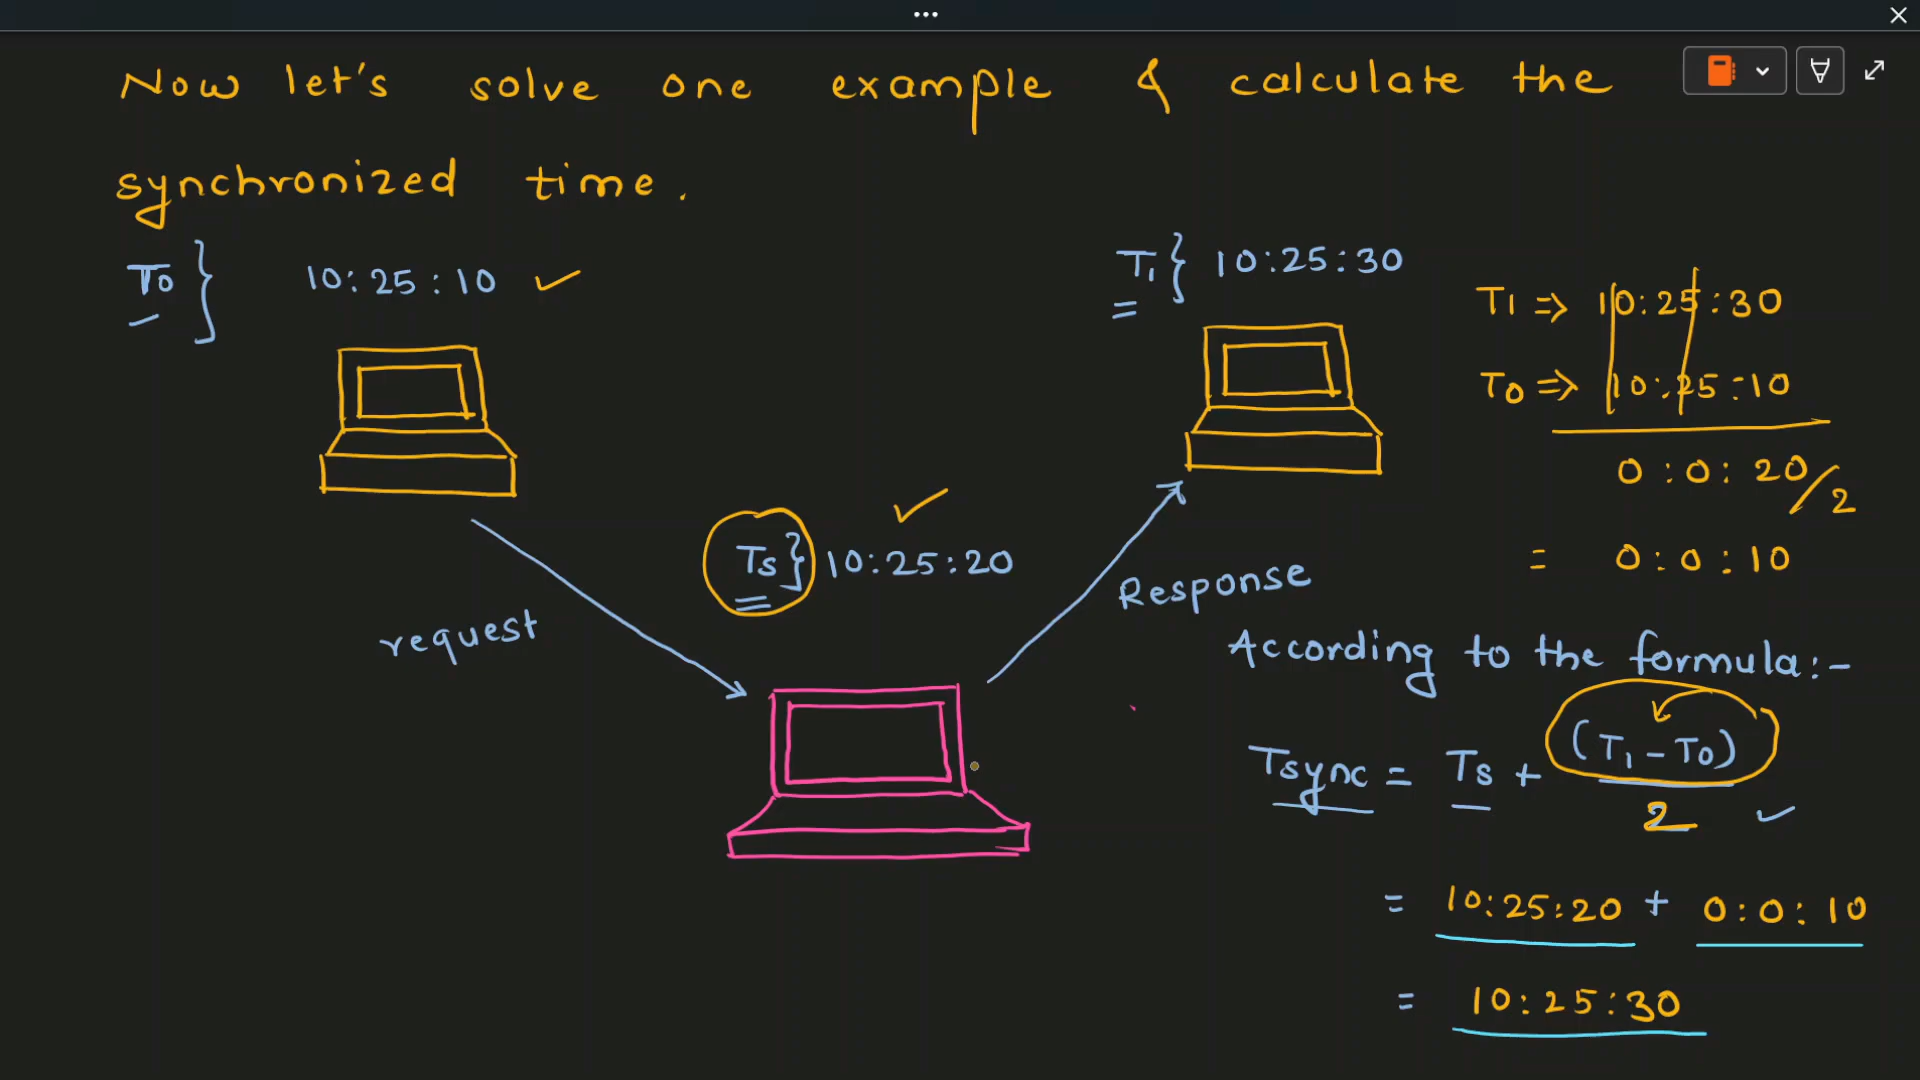 Now let's solve one example & calculate the
synchronized time.
T0 } 10:25:10
T1 } 10:25:30
T1 => 10:25:30
T0 => 10:25:10
0:0:20/2
= 0:0:10
Ts } 10:25:20
request
Response
According to the formula:-
Tsync = Ts + (T1 - T0)
2
= 10:25:20 + 0:0:10
= 10:25:30